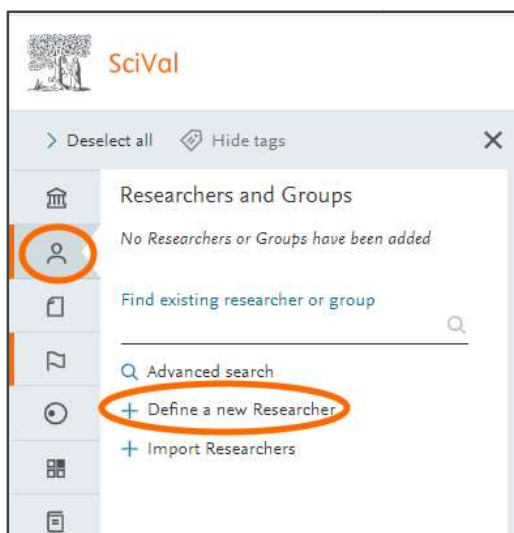 SciVal
Deselect all Hide tags
Researchers and Groups
No Researchers or Groups have been added
Find existing researcher or group
Advanced search
Define a new Researcher
Import Researchers